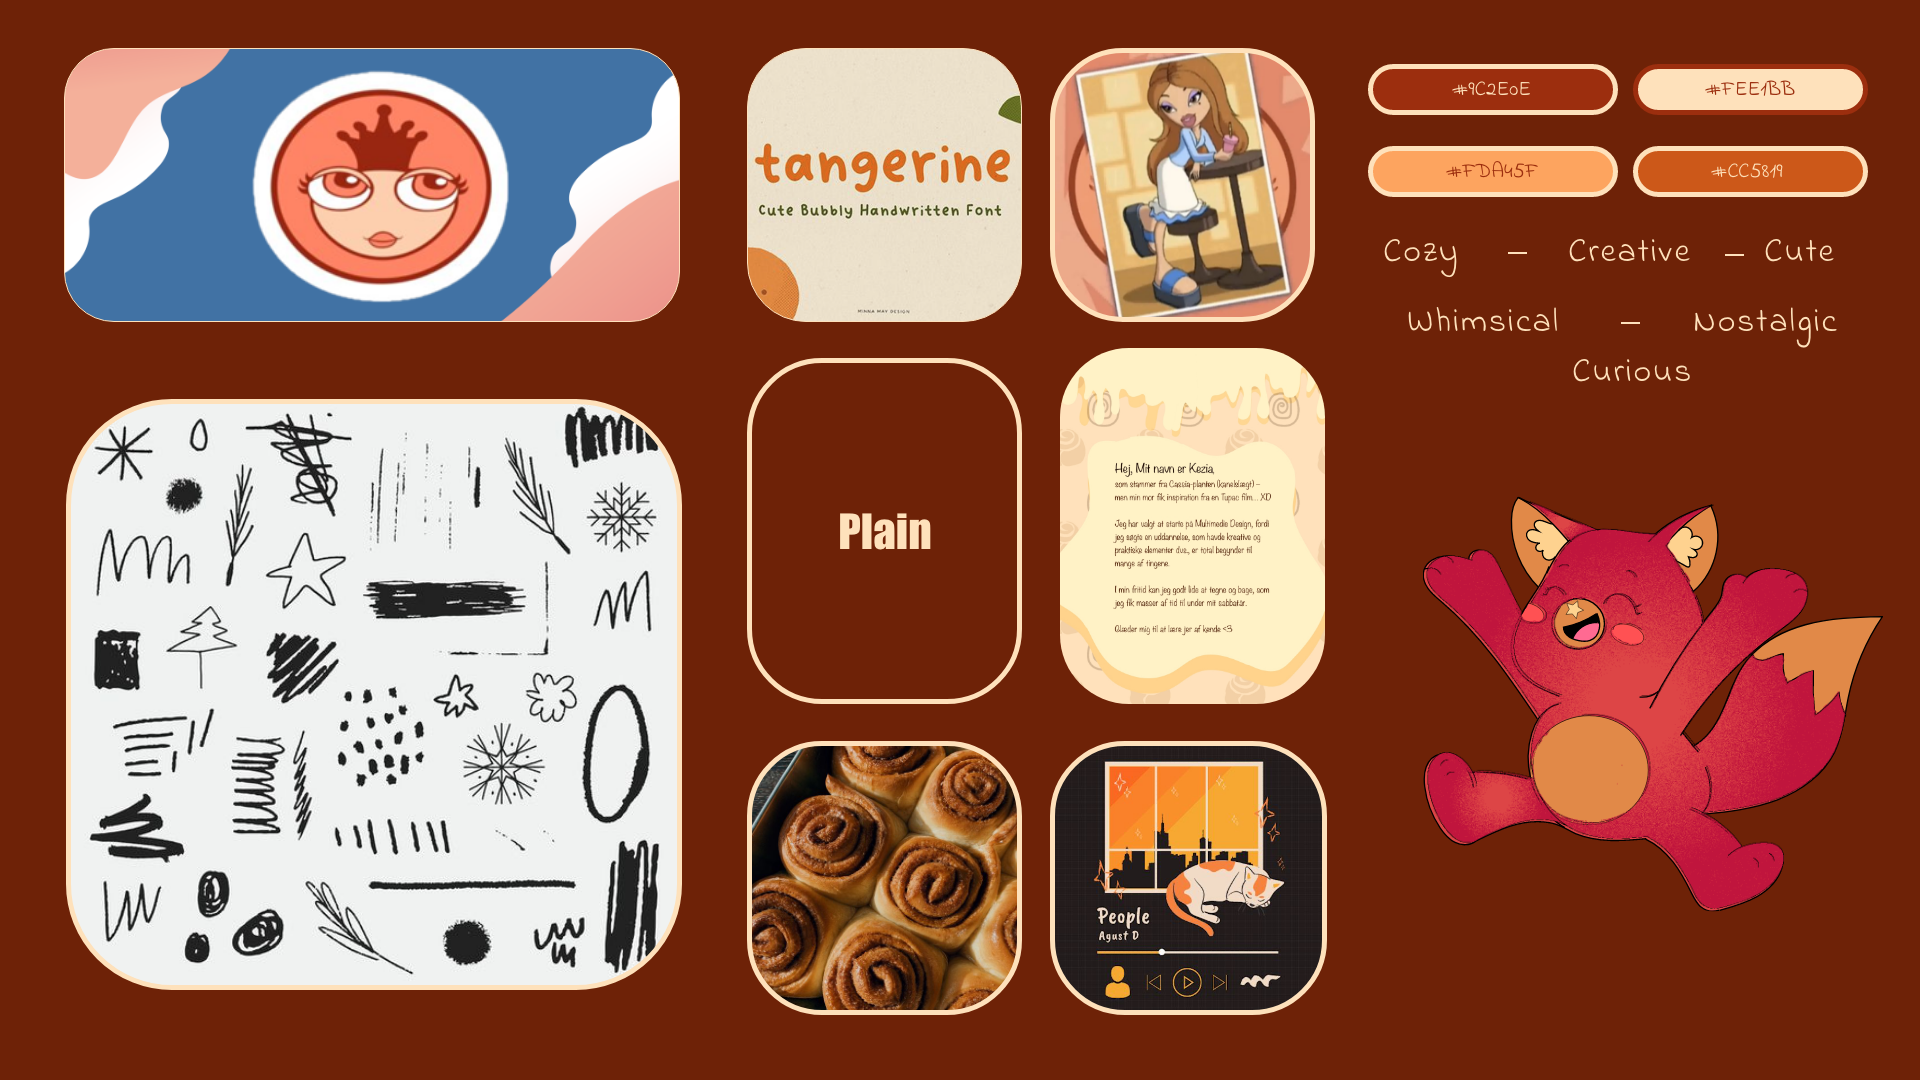 tangerine
Cute Bubbly Handwritten Font
MINNA MAY DESIGN
#9C2E0E
#FEE1BB
#FDA45F
#CC5819
Cozy – Creative – Cute
Whimsical – Nostalgic
Curious
Plain
Hej, Mit navn er Kezia,
som stammer fra Cassia-planten (kanelslægt) –
men min mor fik inspiration fra en Tupac film... XD
Jeg har valgt at starte på Multimedie Design, fordi
jeg søgte en uddannelse, som havde kreative og
praktiske elementer dus., er total begynder til
mange af tingene.
I min fritid kan jeg godt lide at tegne og bage, som
jeg fik masser af tid til under mit sabbatår.
Glæder mig til at lære jer af kende <3
People
Agust D